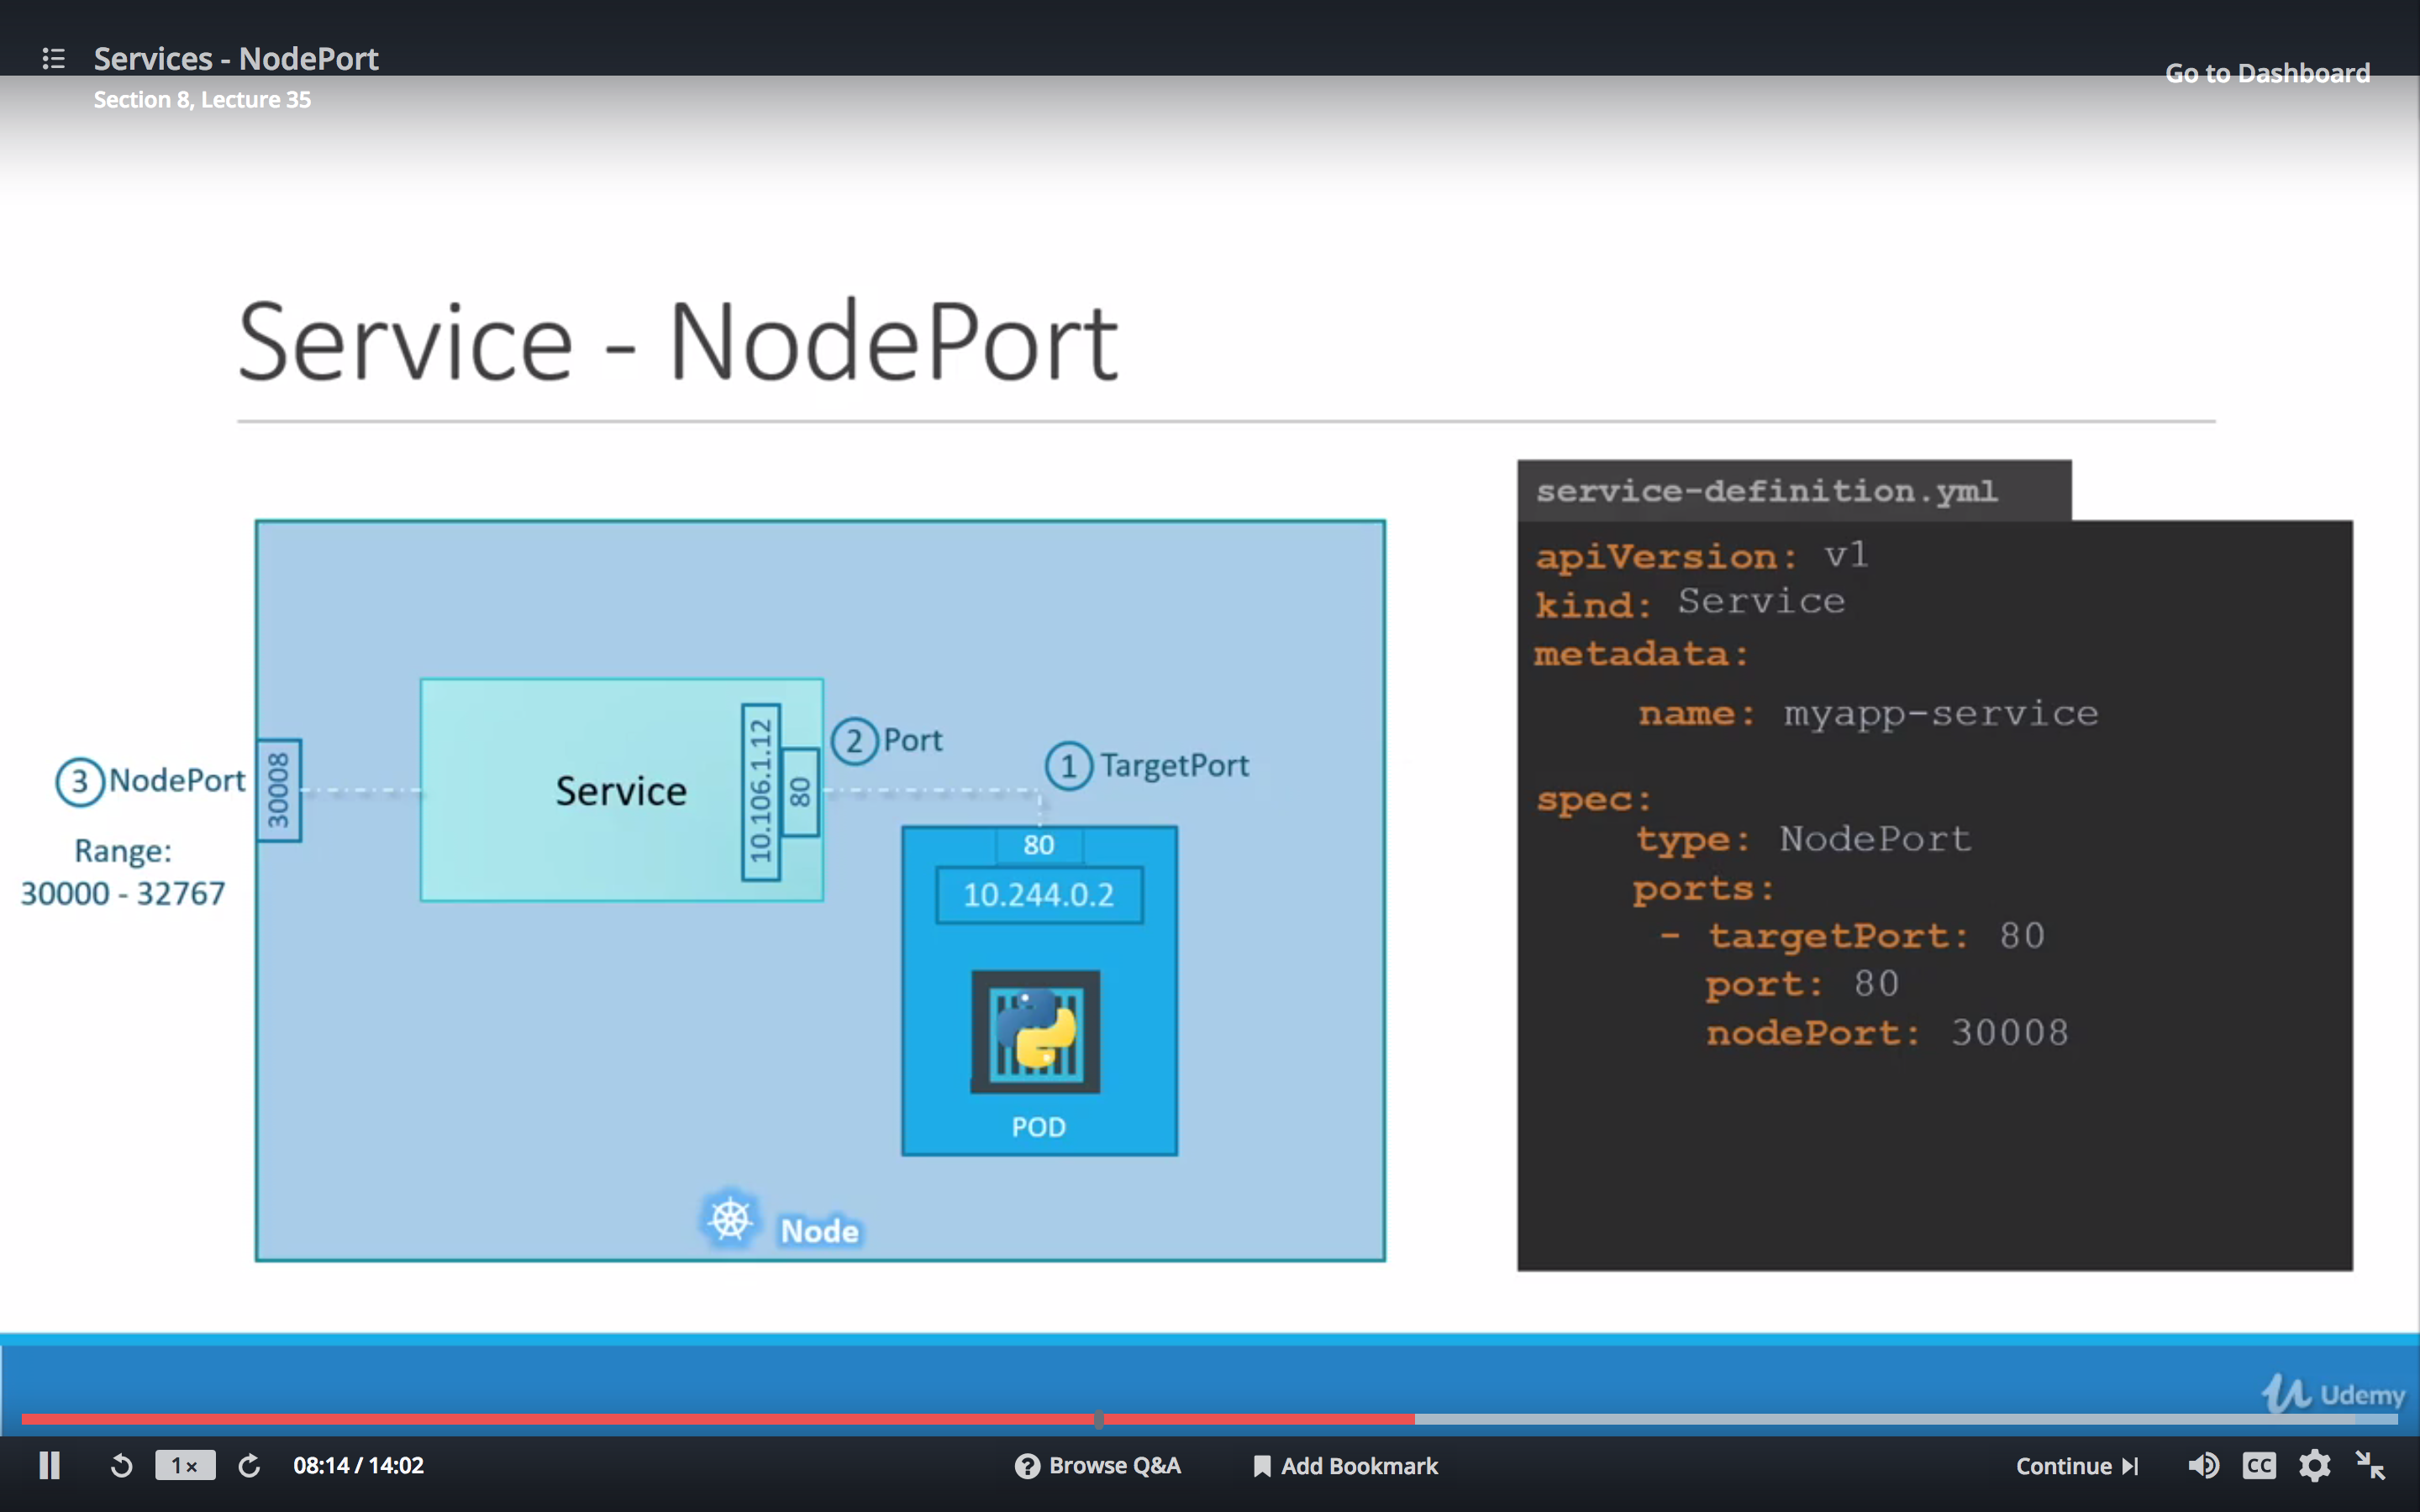 Services - NodePort
Section 8, Lecture 35
Go to Dashboard
Service - NodePort
3 NodePort
Range:
30000 - 32767
30008
Service
10.106.1.12
80
2 Port
1 TargetPort
80
10.244.0.2
POD
Node
service-definition.yml
apiVersion: v1
kind: Service
metadata:
name: myapp-service
spec:
type: NodePort
ports:
- targetPort: 80
port: 80
nodePort: 30008
Udemy
1x
08:14 / 14:02
? Browse Q&A
Add Bookmark
Continue
CC